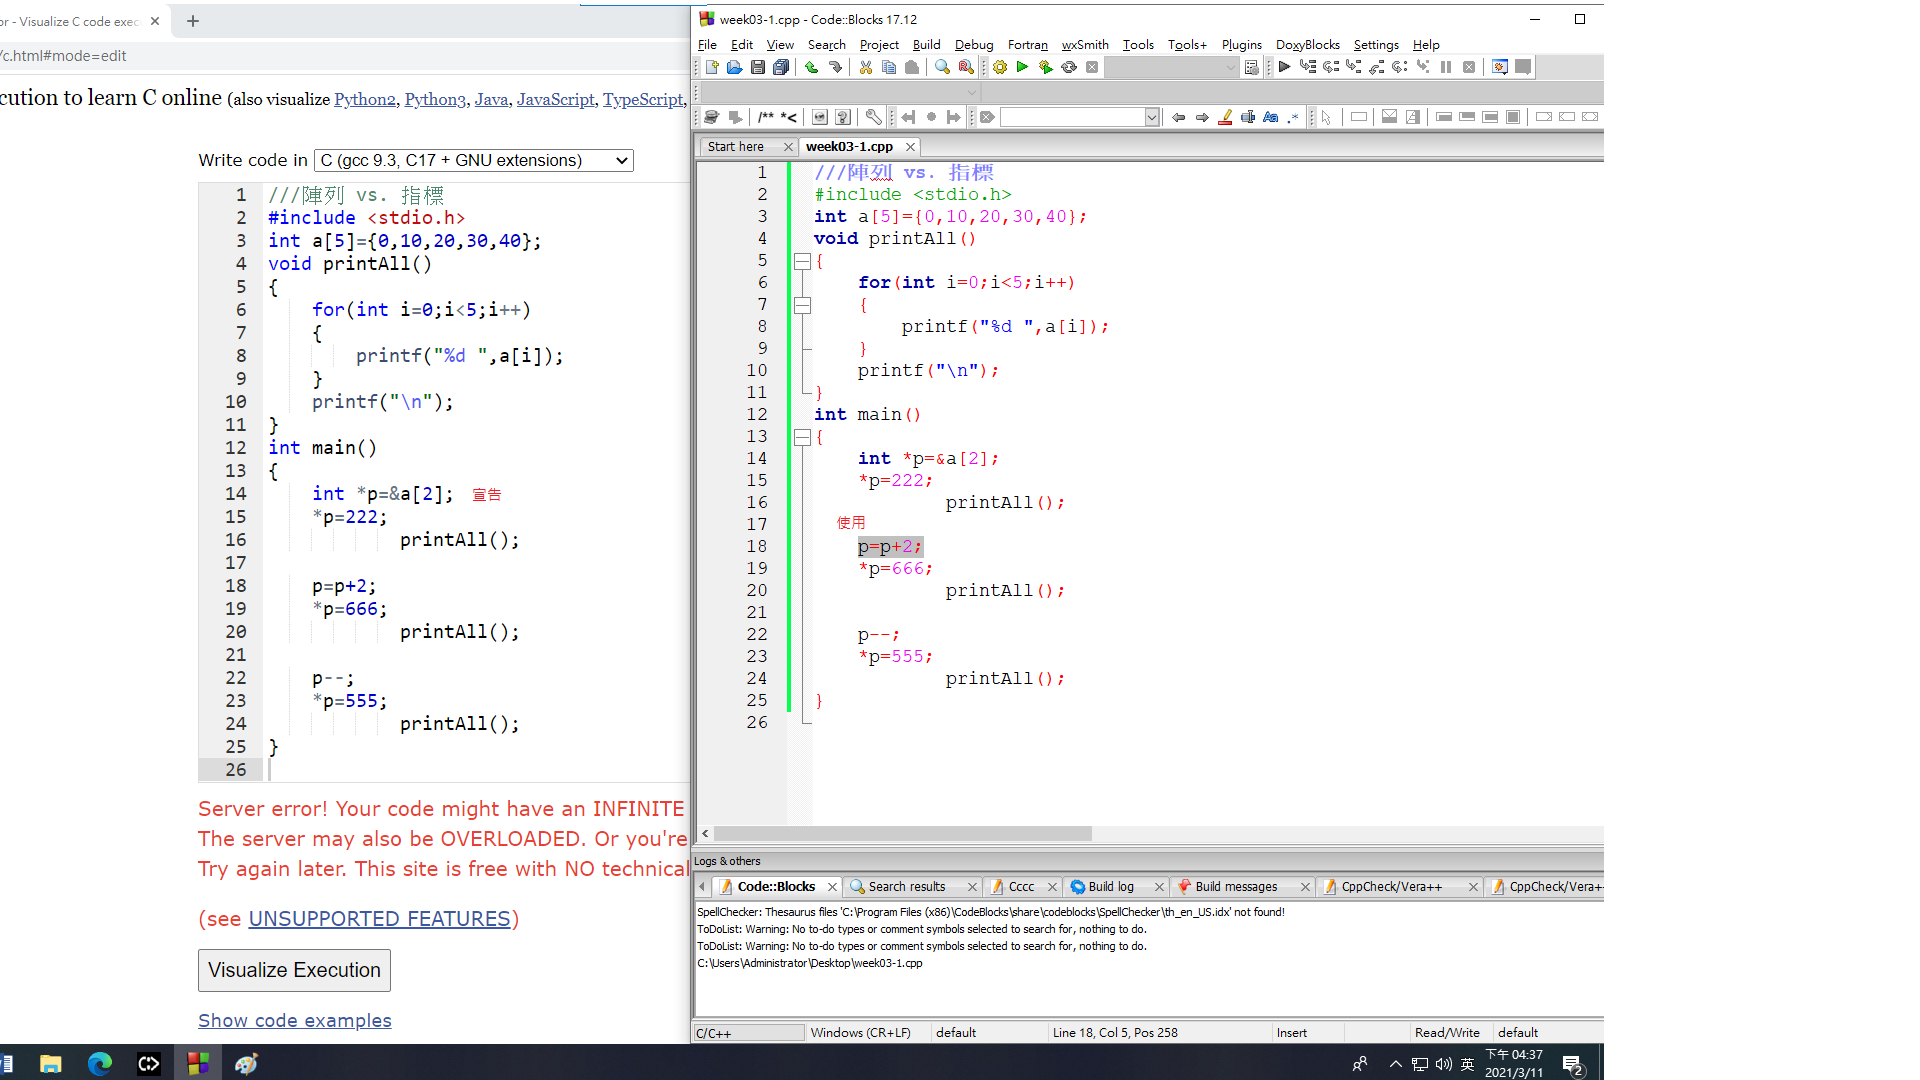 or - Visualize C code exec
/c.html#mode=edit
cution to learn C online (also visualize Python2, Python3, Java, JavaScript, TypeScript,
Write code in C (gcc 9.3, C17 + GNU extensions)
1 ///陣列 vs. 指標
2 #include <stdio.h>
3 int a[5]={0,10,20,30,40};
4 void printAll()
5 {
6 for(int i=0;i<5;i++)
7 {
8 printf("%d ",a[i]);
9 }
10 printf("\n");
11 }
12 int main()
13 {
14 int *p=&a[2]; 宣告
15 *p=222;
16 printAll();
17
18 p=p+2;
19 *p=666;
20 printAll();
21
22 p--;
23 *p=555;
24 printAll();
25 }
26
Server error! Your code might have an INFINITE
The server may also be OVERLOADED. Or you're
Try again later. This site is free with NO technical
(see UNSUPPORTED FEATURES)
Visualize Execution
Show code examples
week03-1.cpp - Code::Blocks 17.12
File Edit View Search Project Build Debug Fortran wxSmith Tools Tools+ Plugins DoxyBlocks Settings Help
/** *<
Start here week03-1.cpp
1 ///陣列 vs. 指標
2 #include <stdio.h>
3 int a[5]={0,10,20,30,40};
4 void printAll()
5 {
6 for(int i=0;i<5;i++)
7 {
8 printf("%d ",a[i]);
9 }
10 printf("\n");
11 }
12 int main()
13 {
14 int *p=&a[2];
15 *p=222;
16 printAll();
17 使用
18 p=p+2;
19 *p=666;
20 printAll();
21
22 p--;
23 *p=555;
24 printAll();
25 }
26
Logs & others
Code::Blocks Search results Cccc Build log Build messages CppCheck/Vera++ CppCheck/Vera+
SpellChecker: Thesaurus files 'C:\Program Files (x86)\CodeBlocks\share\codeblocks\SpellChecker\th_en_US.idx' not found!
ToDoList: Warning: No to-do types or comment symbols selected to search for, nothing to do.
ToDoList: Warning: No to-do types or comment symbols selected to search for, nothing to do.
C:\Users\Administrator\Desktop\week03-1.cpp
C/C++ Windows (CR+LF) default Line 18, Col 5, Pos 258 Insert Read/Write default
英 下午 04:37
2021/3/11
2